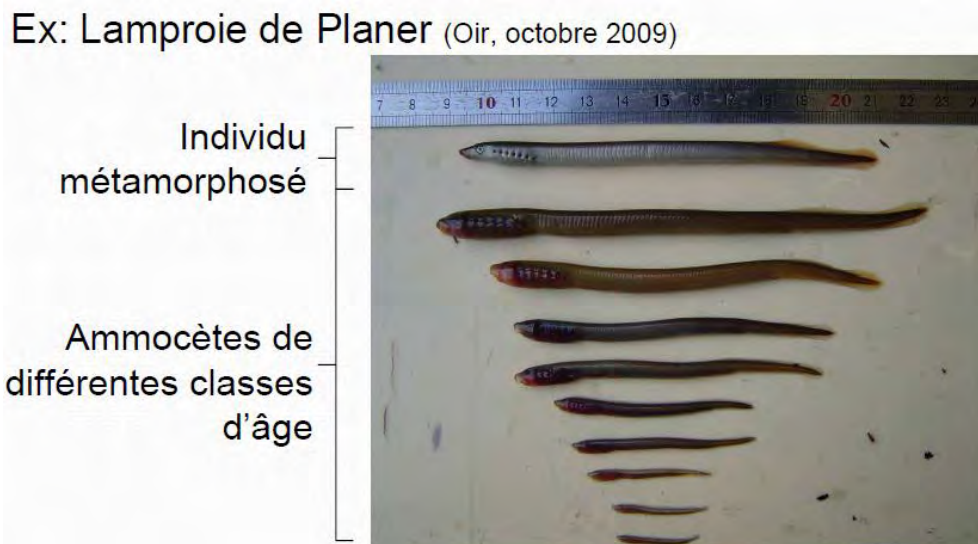 Ex: Lamproie de Planer (Oir, octobre 2009)
7 8 9 10 11 12 13 14 15 16 17 18 19 20 21 22 23
Individu
métamorphosé
Ammocètes de
différentes classes
d'âge